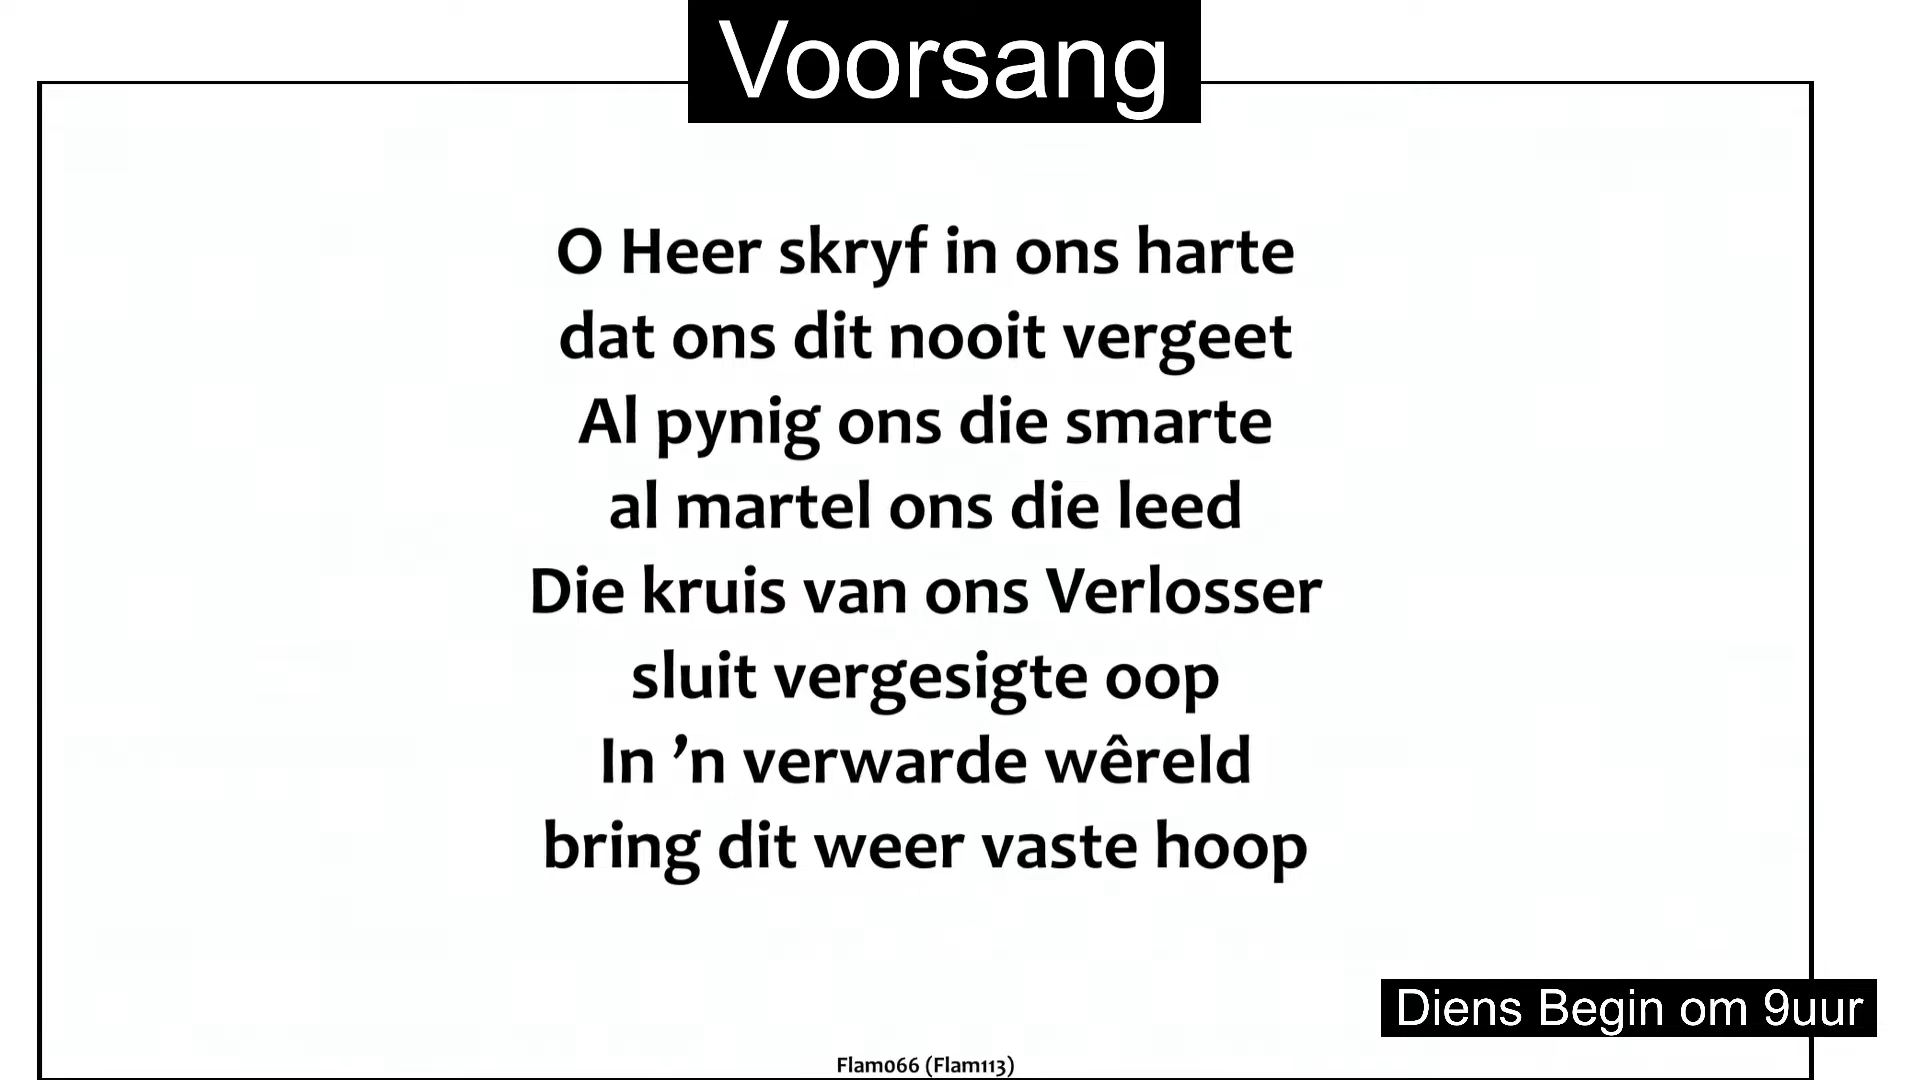 Voorsang
O Heer skryf in ons harte
dat ons dit nooit vergeet
Al pynig ons die smarte
al martel ons die leed
Die kruis van ons Verlosser
sluit vergesigte oop
In ’n verwarde wêreld
bring dit weer vaste hoop
Diens Begin om 9uur
Flam066 (Flam113)